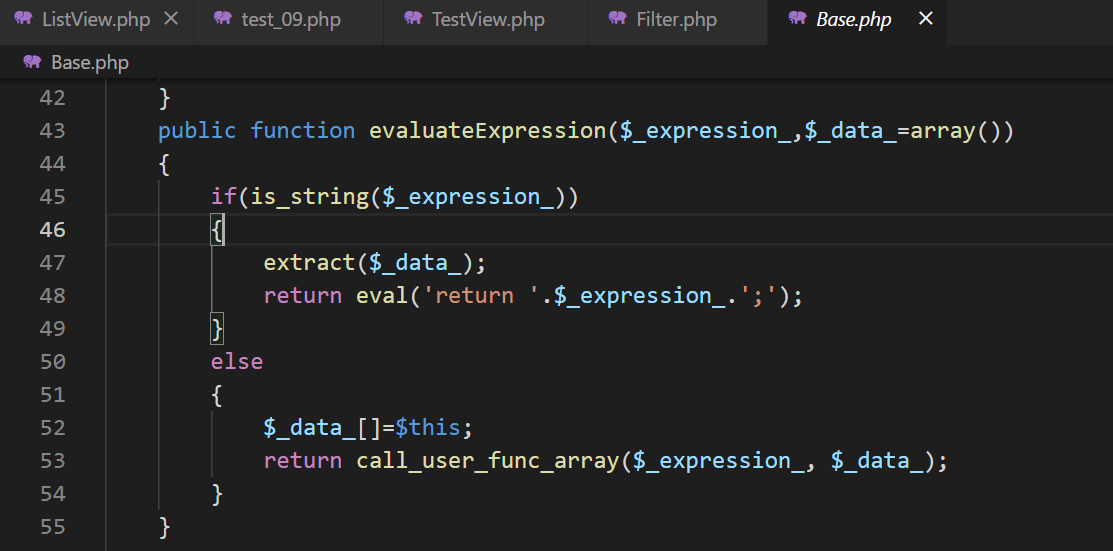 ListView.php test_09.php TestView.php Filter.php Base.php
Base.php
42 }
43 public function evaluateExpression($_expression_,$_data_=array())
44 {
45 if(is_string($_expression_))
46 {
47 extract($_data_);
48 return eval('return '.$_expression_.';');
49 }
50 else
51 {
52 $_data_[]=$this;
53 return call_user_func_array($_expression_, $_data_);
54 }
55 }